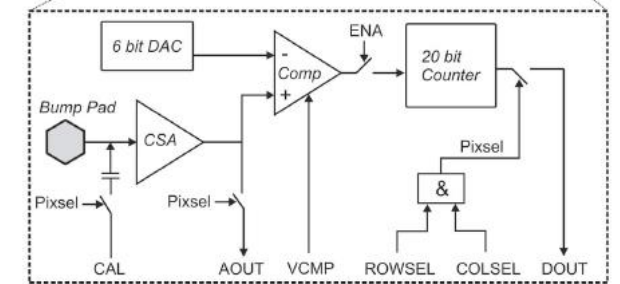 ENA
6 bit DAC
-
Comp
+
20 bit
Counter
Bump Pad
CSA
Pixsel
&
Pixsel
Pixsel
CAL
AOUT
VCMP
ROWSEL
COLSEL
DOUT